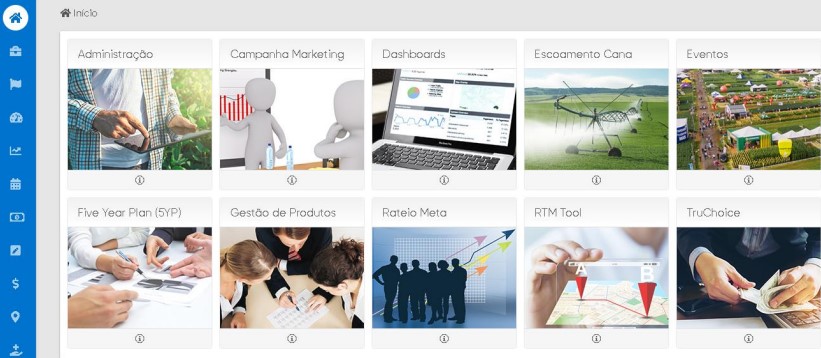 Início
Administração
Campanha Marketing
Dashboards
Escoamento Cana
Eventos
Five Year Plan (5YP)
Gestão de Produtos
Rateio Meta
RTM Tool
TruChoice
A
B